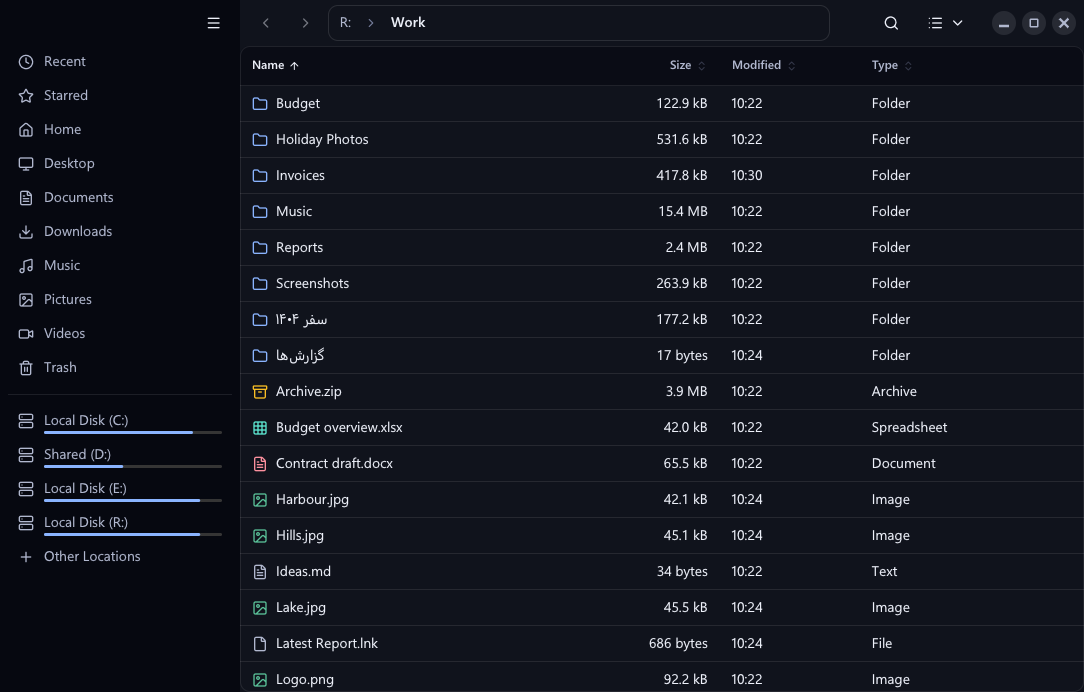 R: > Work
Recent
Starred
Home
Desktop
Documents
Downloads
Music
Pictures
Videos
Trash
Local Disk (C:)
Shared (D:)
Local Disk (E:)
Local Disk (R:)
Other Locations
Name Size Modified Type
Budget 122.9 kB 10:22 Folder
Holiday Photos 531.6 kB 10:22 Folder
Invoices 417.8 kB 10:30 Folder
Music 15.4 MB 10:22 Folder
Reports 2.4 MB 10:22 Folder
Screenshots 263.9 kB 10:22 Folder
سفر ۱۴۰۴ 177.2 kB 10:22 Folder
گزارش‌ها 17 bytes 10:24 Folder
Archive.zip 3.9 MB 10:22 Archive
Budget overview.xlsx 42.0 kB 10:22 Spreadsheet
Contract draft.docx 65.5 kB 10:22 Document
Harbour.jpg 42.1 kB 10:24 Image
Hills.jpg 45.1 kB 10:24 Image
Ideas.md 34 bytes 10:22 Text
Lake.jpg 45.5 kB 10:24 Image
Latest Report.lnk 686 bytes 10:24 File
Logo.png 92.2 kB 10:22 Image